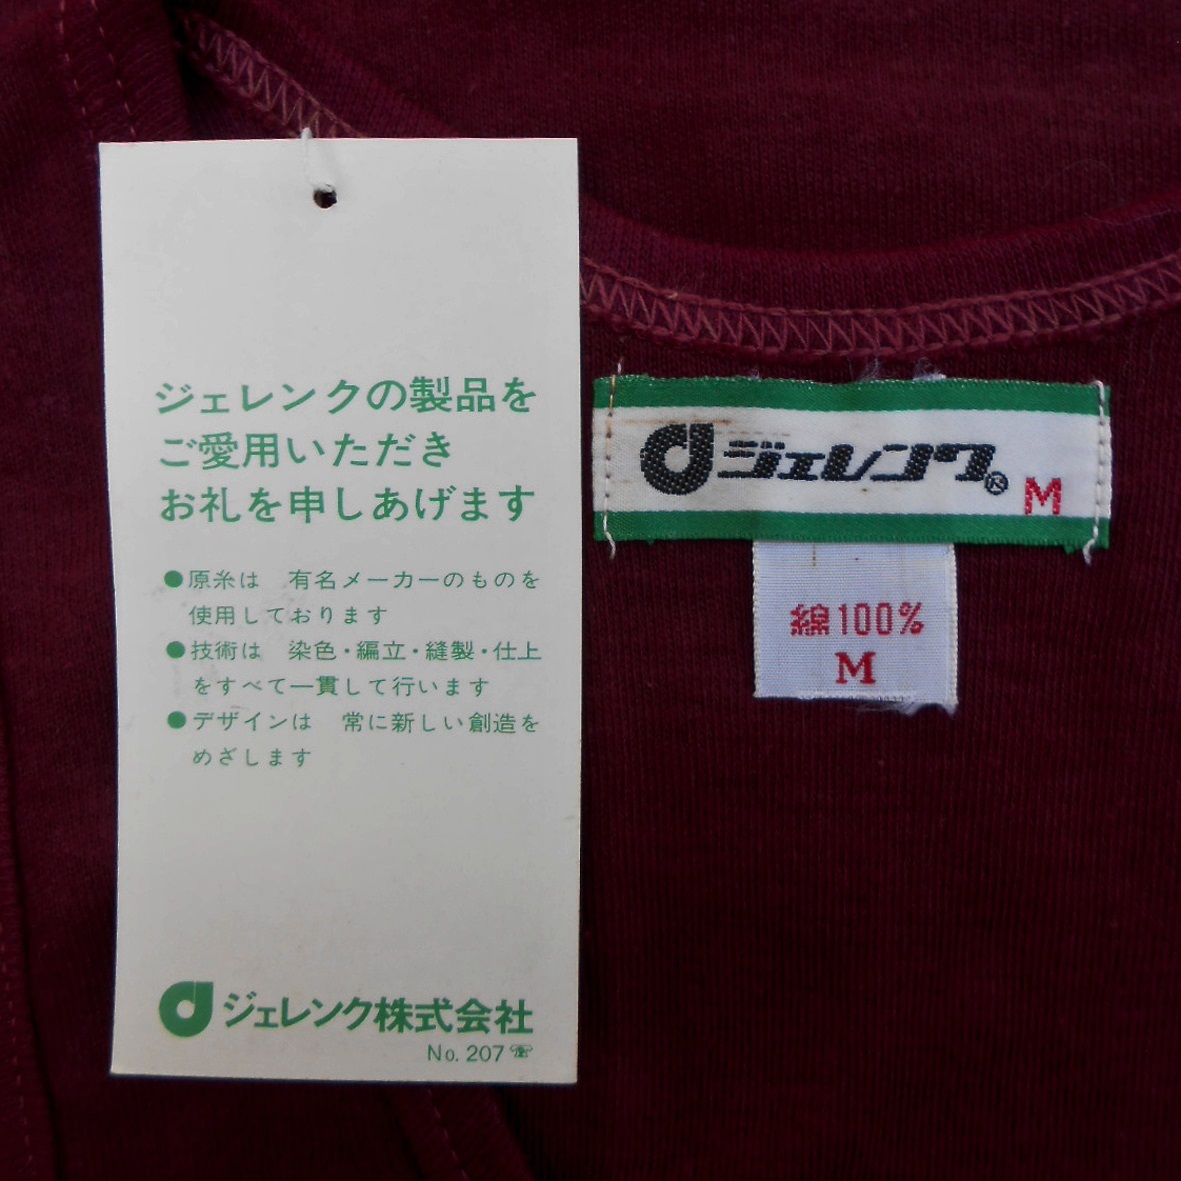 ジェレンクの製品を
ご愛用いただき
お礼を申しあげます
●原糸は　有名メーカーのものを
使用しております
●技術は　染色・編立・縫製・仕上
をすべて一貫して行います
●デザインは　常に新しい創造を
めざします
ジェレンク株式会社
No. 207
ジェレンク® M
綿100%
M